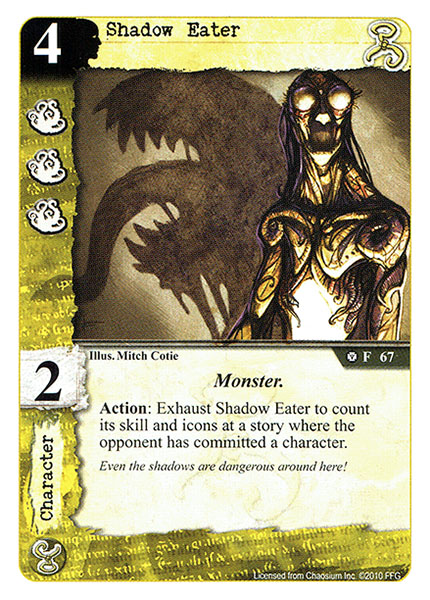 4
Shadow Eater
Illus. Mitch Cotie
F 67
2
Monster.
Action: Exhaust Shadow Eater to count
its skill and icons at a story where the
opponent has committed a character.
Even the shadows are dangerous around here!
Character
Licensed from Chaosium Inc. ©2010 FFG